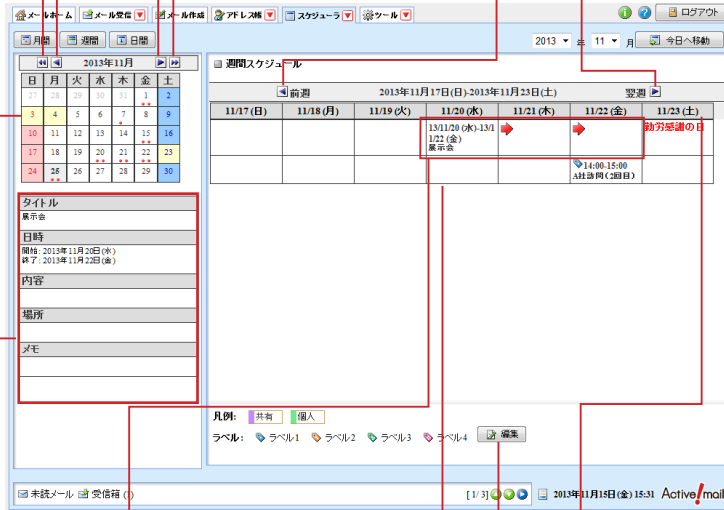 メールホーム メール受信 メール作成 アドレス帳 スケジューラ ツール ログアウト
月間 週間 日間 2013 年 11 月 今日へ移動
2013年11月
日 月 火 水 木 金 土
27 28 29 30 31 1 2
3 4 5 6 7 8 9
10 11 12 13 14 15 16
17 18 19 20 21 22 23
24 25 26 27 28 29 30
タイトル
展示会
日時
開始:2013年11月20日(水)
終了:2013年11月22日(金)
内容
場所
メモ
週間スケジュール
前週 2013年11月17日(日)-2013年11月23日(土) 翌週
11/17(日) 11/18(月) 11/19(火) 11/20(水) 11/21(木) 11/22(金) 11/23(土)
13/11/20(水)-13/1 勤労感謝の日
1/22(金)
展示会
14:00-15:00
A社訪問(2回目)
凡例: 共有 個人
ラベル: ラベル1 ラベル2 ラベル3 ラベル4 編集
未読メール 受信箱 [1/3] 2013年11月15日(金)15:31 Active!mail